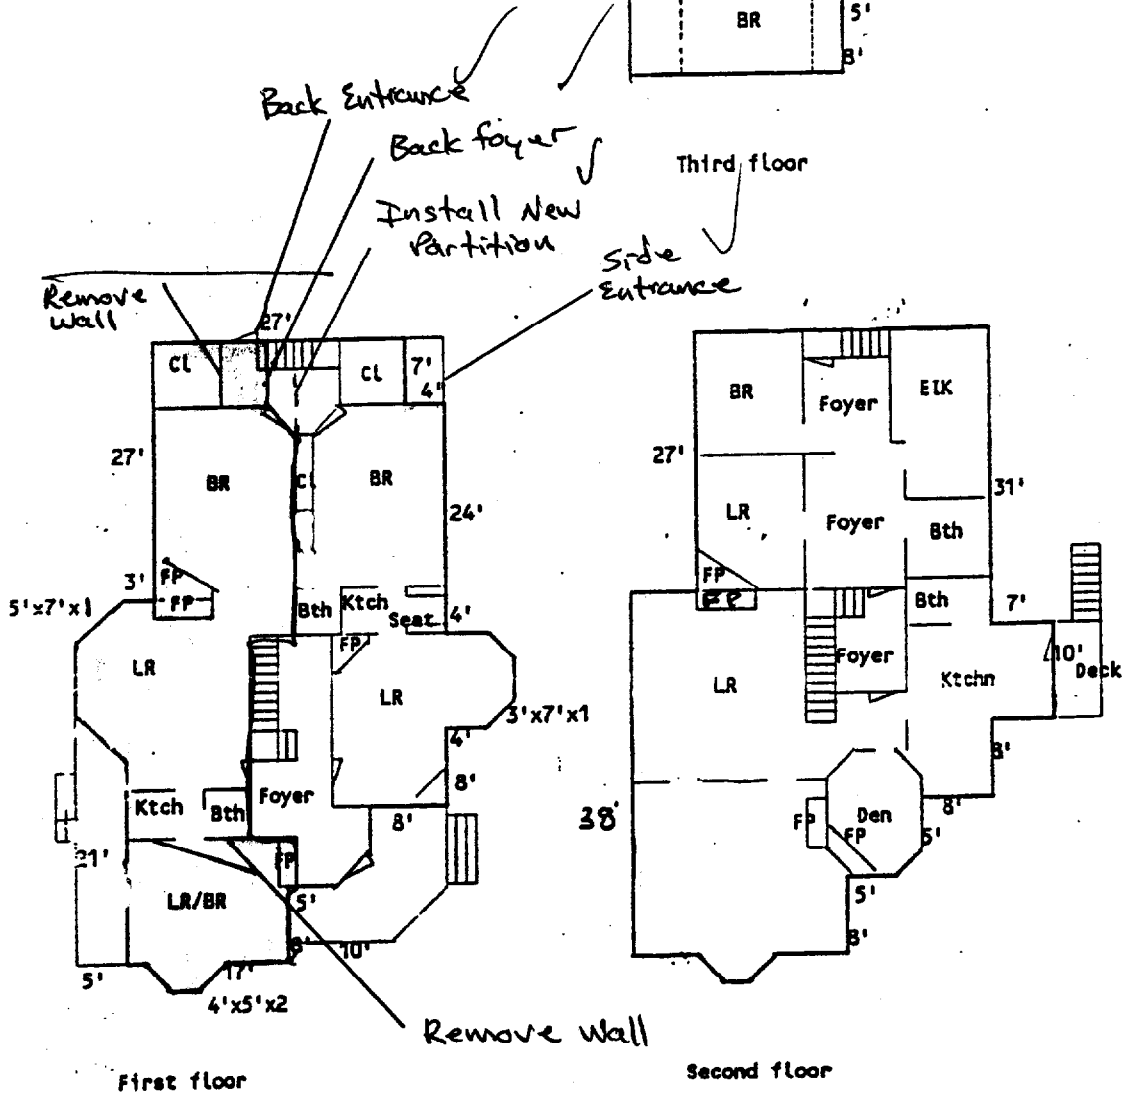 BR
5'
8'
Third floor
Back Entrance
Back foyer
Install New
Partition
Side
Entrance
Remove
Wall
27'
Cl
Cl
7'
4'
27'
BR
Cl
BR
24'
3'
FP
FP
5'x7'x1
Bth
Ktch
Seat
4'
LR
FP
LR
3'x7'x1
4'
8'
Ktch
Bth
Foyer
8'
21'
FP
LR/BR
5'
8'
10'
5'
17'
4'x5'x2
Remove Wall
First floor
BR
Foyer
EIK
27'
31'
LR
Foyer
Bth
FP
FP
Bth
7'
Foyer
10'
Deck
LR
Ktchn
8'
38'
8'
Den
FP
FP
5'
5'
8'
Second floor